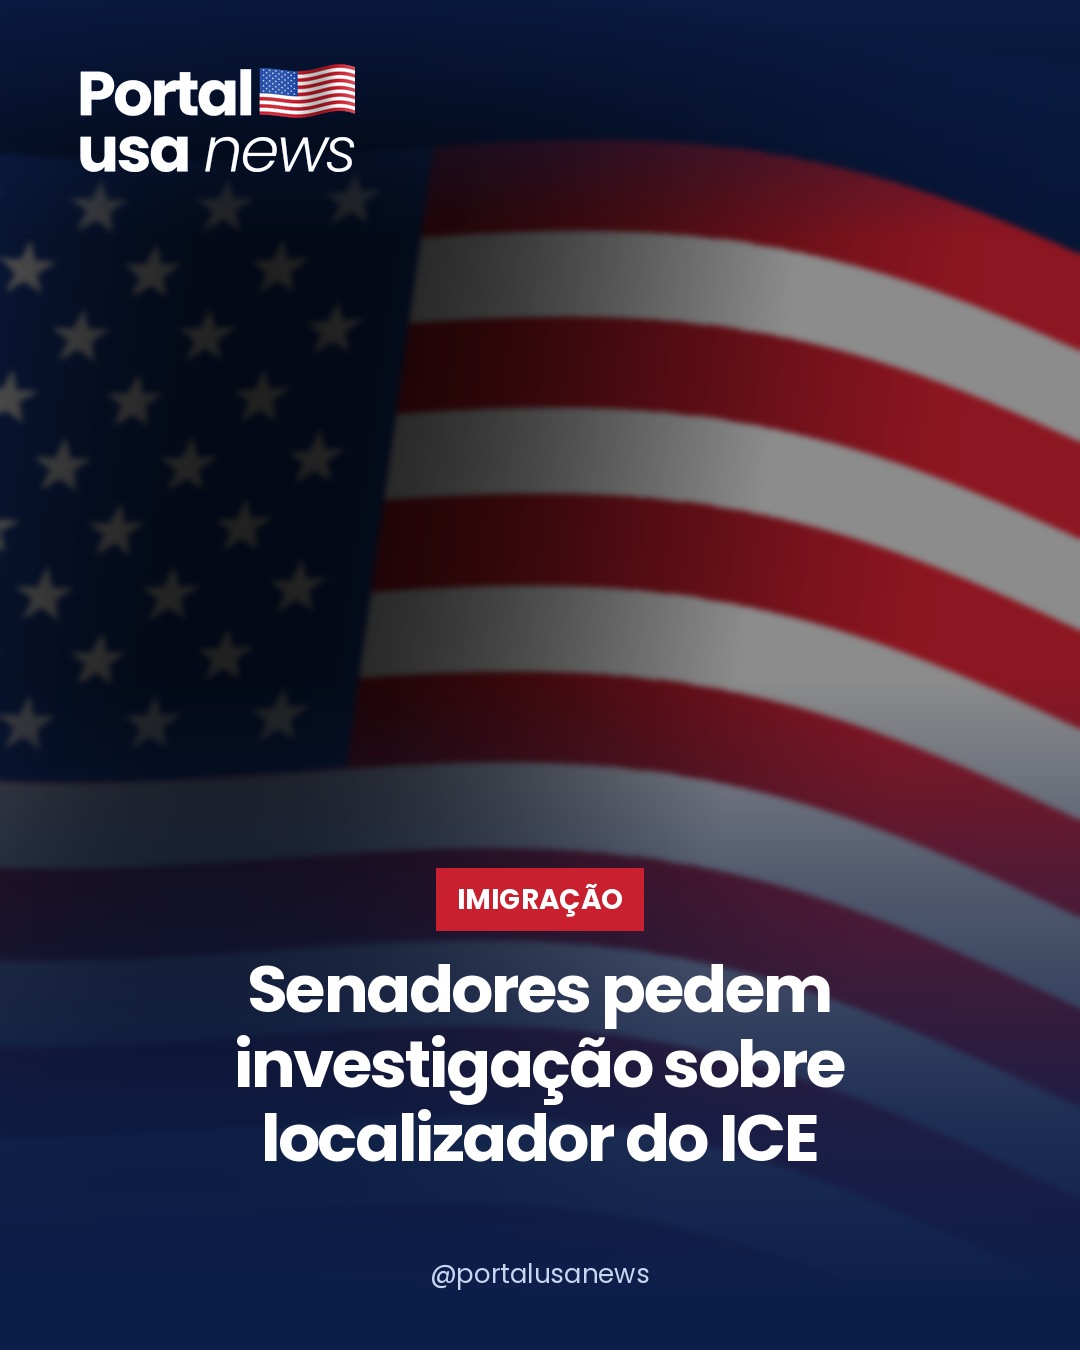 Portal
usa news
IMIGRAÇÃO
Senadores pedem
investigação sobre
localizador do ICE
@portalusanews